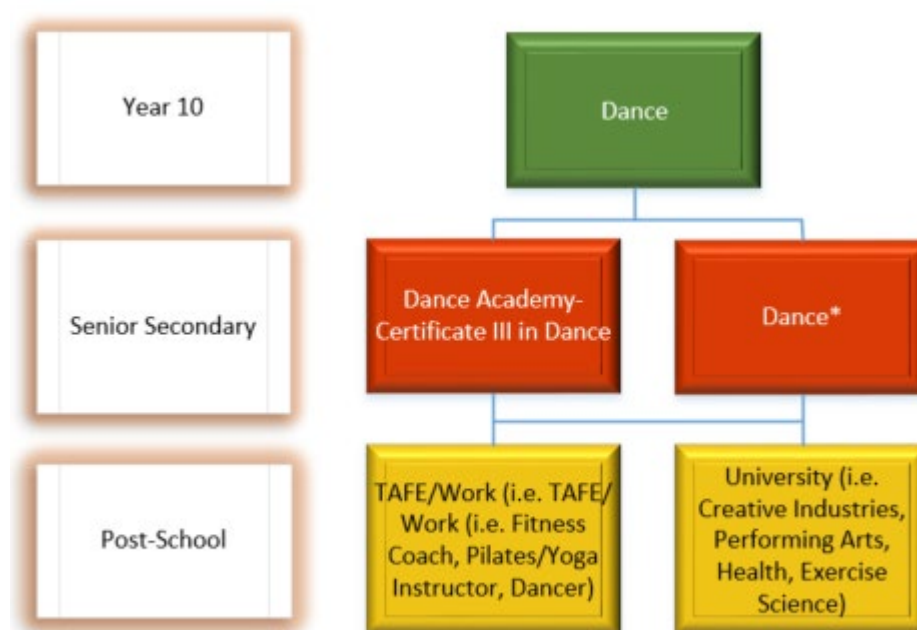 Year 10
Dance
Senior Secondary
Dance Academy-
Certificate III in Dance
Dance*
Post-School
TAFE/Work (i.e. TAFE/
Work (i.e. Fitness
Coach, Pilates/Yoga
Instructor, Dancer)
University (i.e.
Creative Industries,
Performing Arts,
Health, Exercise
Science)